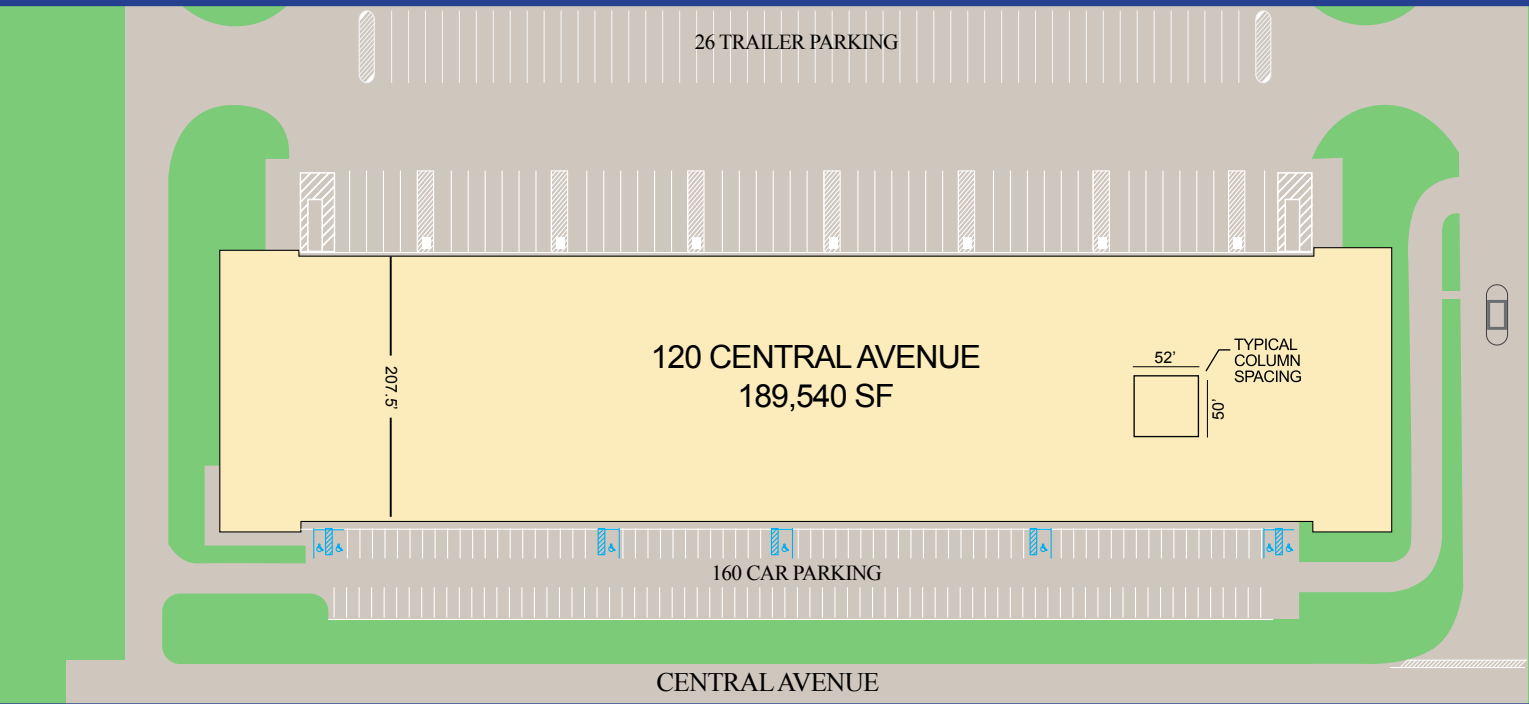 26 TRAILER PARKING
207.5'
120 CENTRAL AVENUE
189,540 SF
52'
TYPICAL
COLUMN
SPACING
50'
160 CAR PARKING
CENTRAL AVENUE